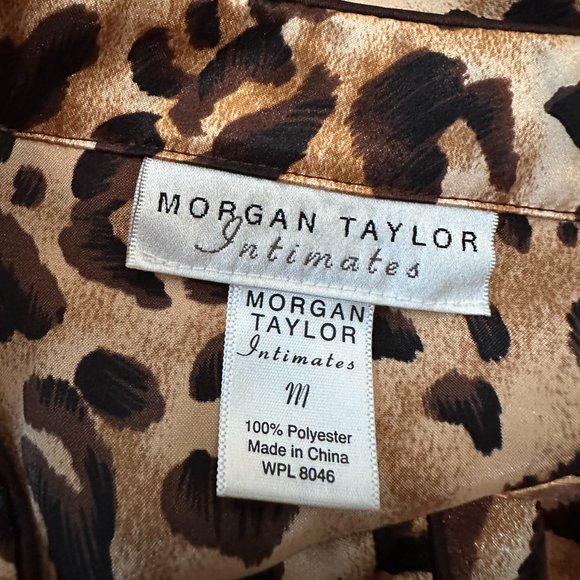 MORGAN TAYLOR
Intimates
MORGAN
TAYLOR
Intimates
M
100% Polyester
Made in China
WPL 8046